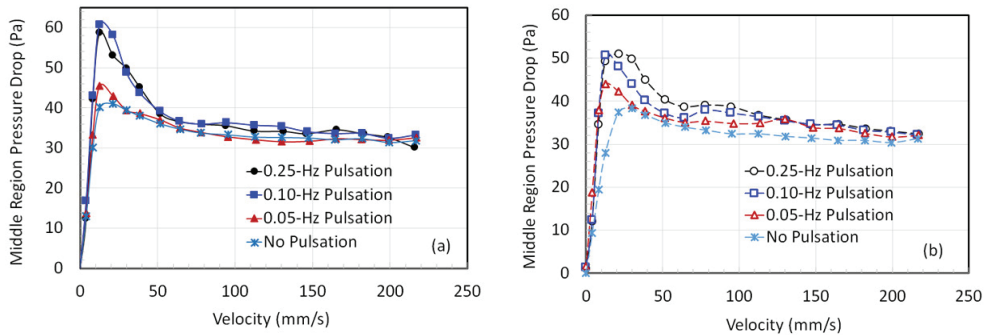 Middle Region Pressure Drop (Pa)
60
50
40
30
20
10
0
0.25-Hz Pulsation
0.10-Hz Pulsation
0.05-Hz Pulsation
No Pulsation
(a)
0 50 100 150 200 250
Velocity (mm/s)
Middle Region Pressure Drop (Pa)
60
50
40
30
20
10
0
0.25-Hz Pulsation
0.10-Hz Pulsation
0.05-Hz Pulsation
No Pulsation
(b)
0 50 100 150 200 250
Velocity (mm/s)